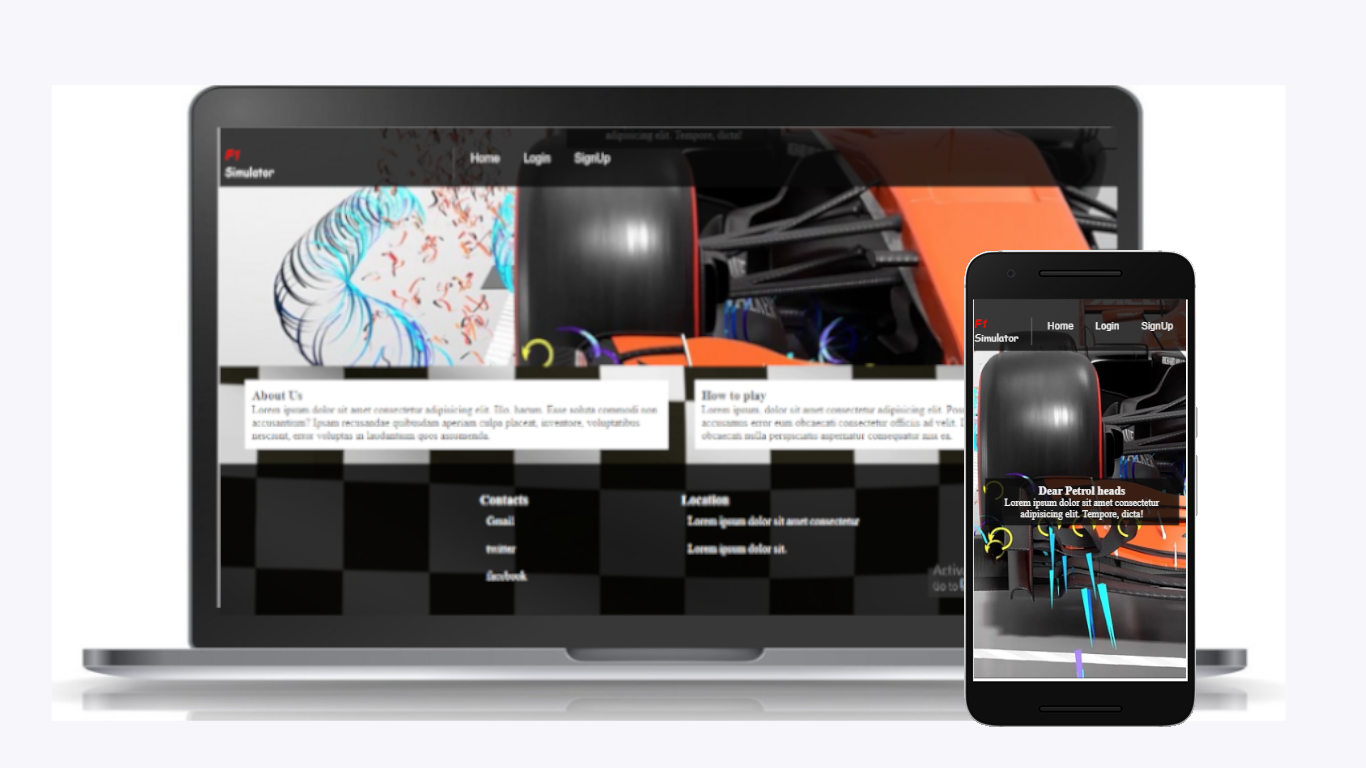 adipisicing elit. Tempore, dicta!
F1
Simulator
Home Login SignUp
About Us
Lorem ipsum dolor sit amet consectetur adipisicing elit. Illo, harum. Esse soluta commodi non
accusantium? Ipsam recusandae quibusdam aperiam culpa placeat, inventore, voluptatibus
nesciunt, error voluptas in laudantium quos assumenda.
How to play
Lorem ipsum, dolor sit amet consectetur adipisicing elit.
accusamus error eum obcaecati consectetur officiis ad velit.
obcaecati nulla perspiciatis aspernatur consequatur nisi ea.
Contacts
Gmail
twitter
facebook
Location
Lorem ipsum dolor sit amet consectetur
Lorem ipsum dolor sit.
Activ
Go to
F1
Simulator
Home Login SignUp
Dear Petrol heads
Lorem ipsum dolor sit amet consectetur
adipisicing elit. Tempore, dicta!